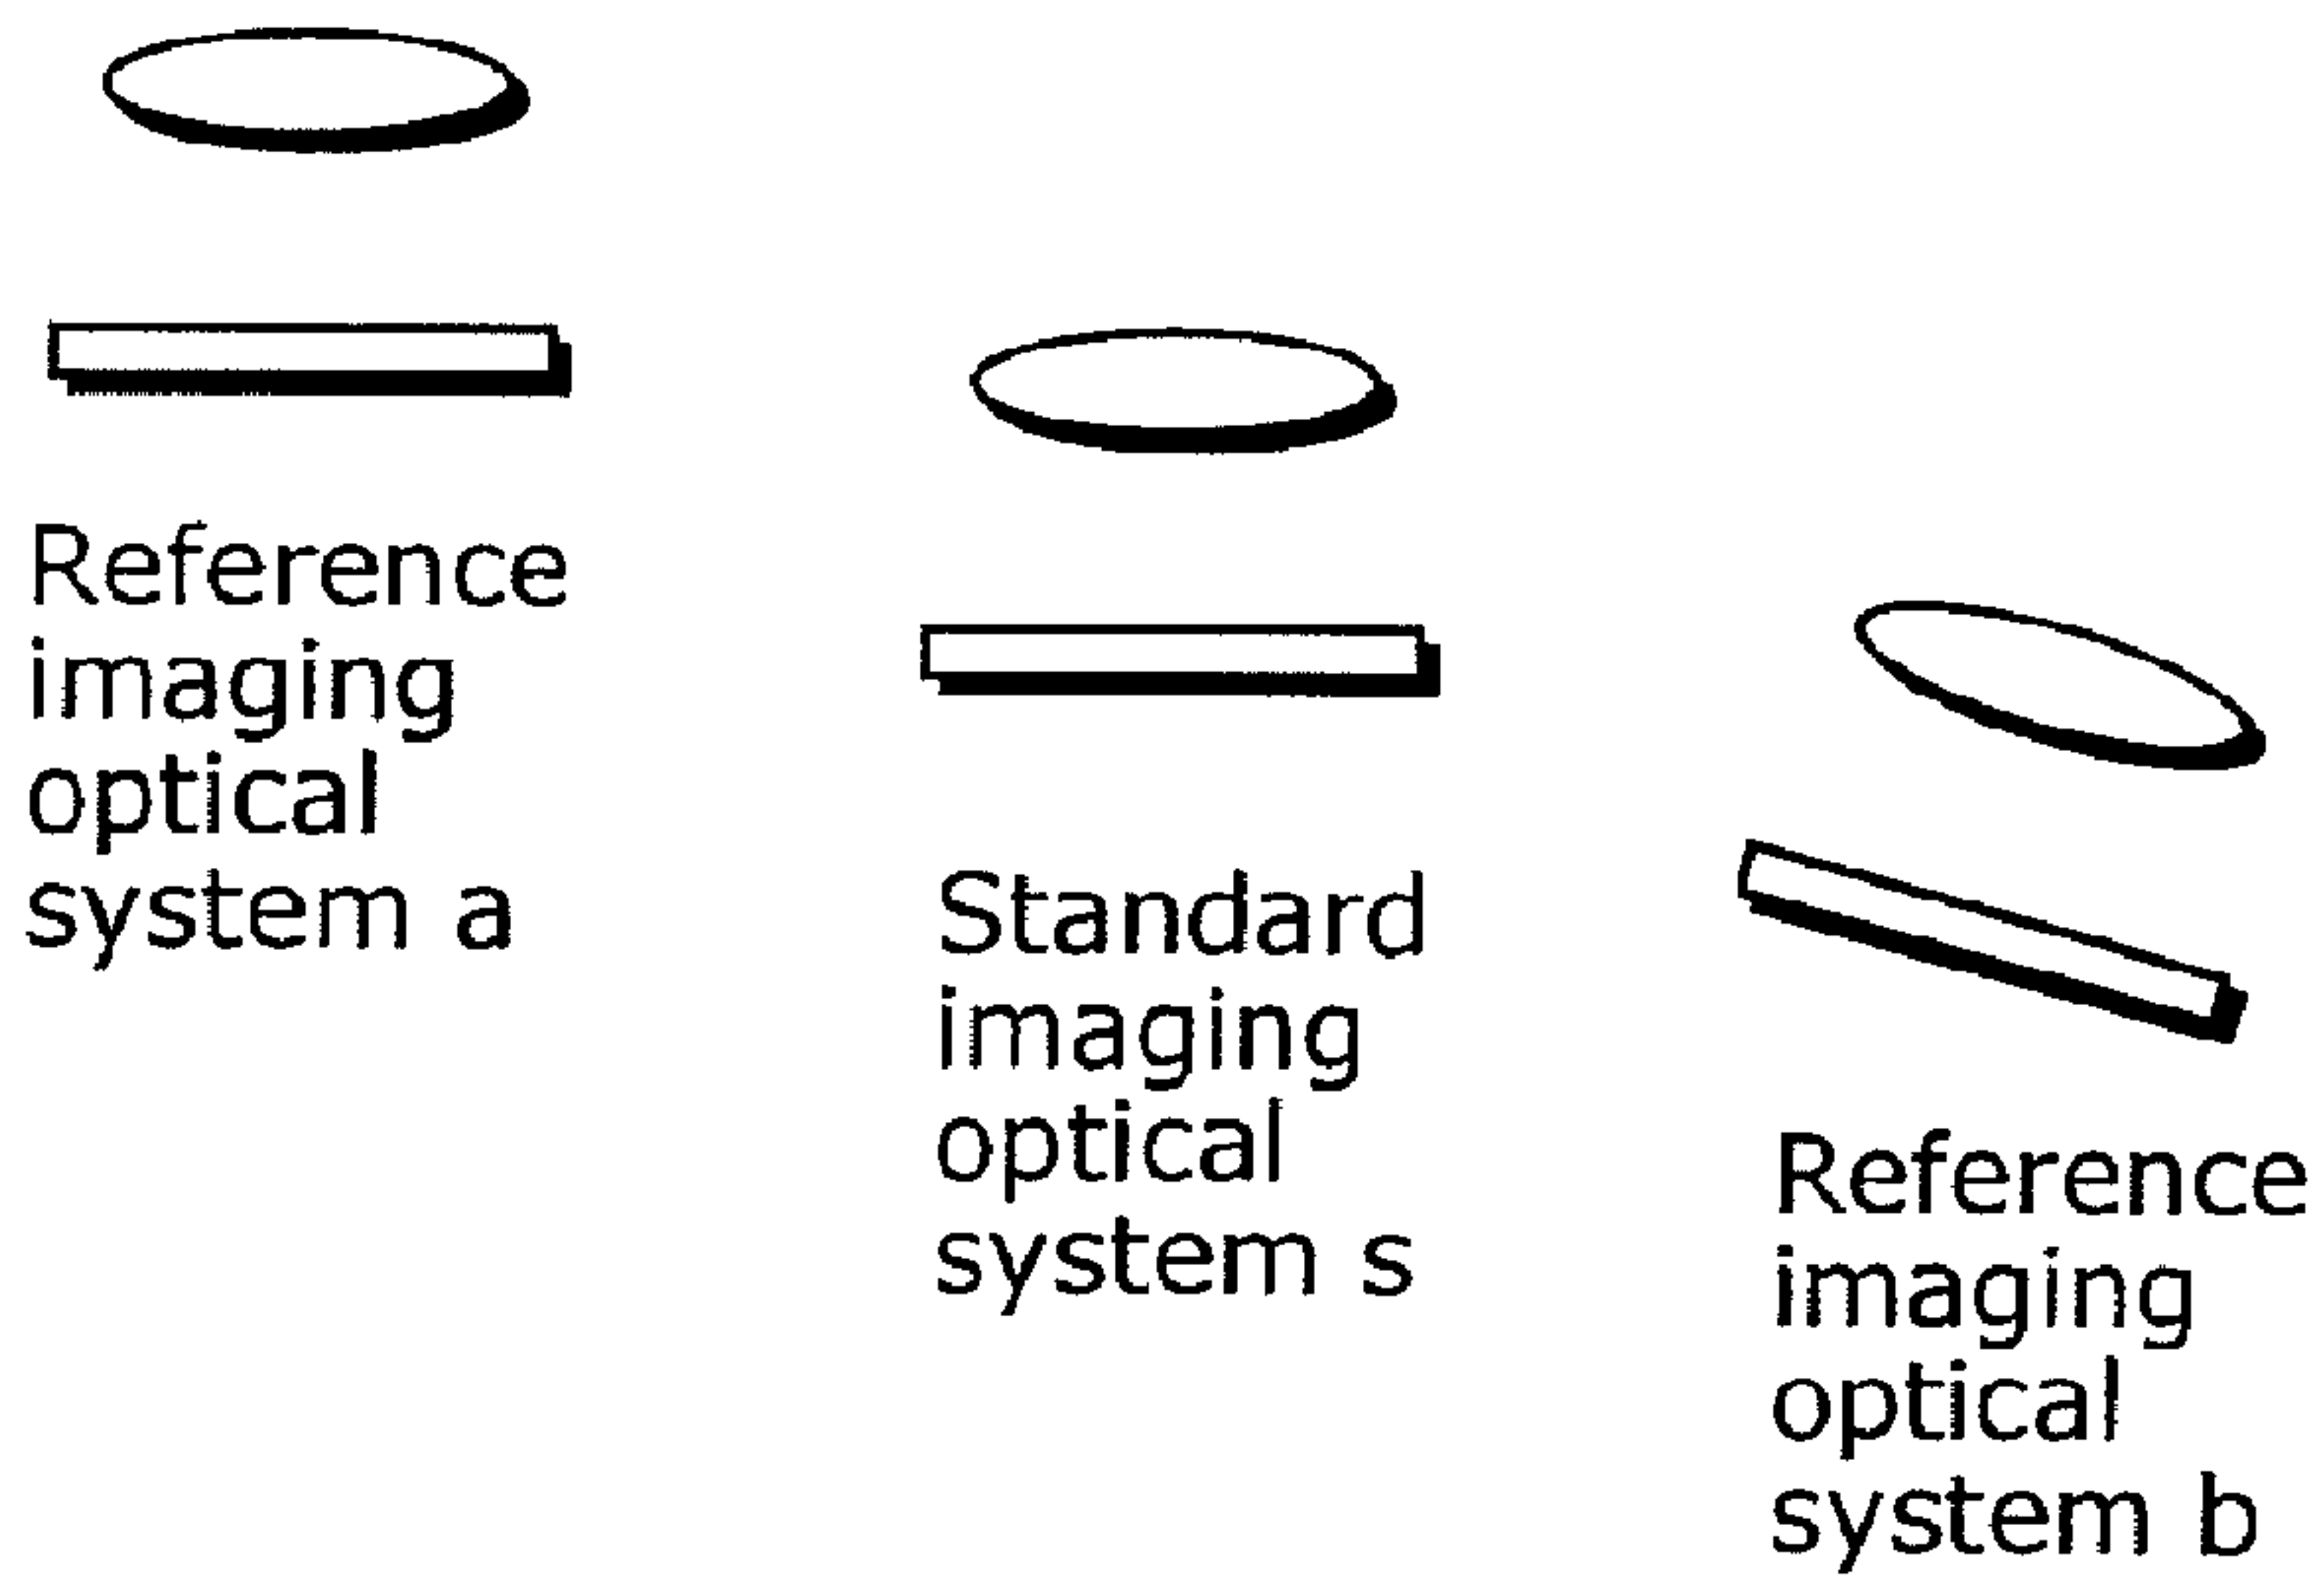 Reference
imaging
optical
system a
Standard
imaging
optical
system s
Reference
imaging
optical
system b